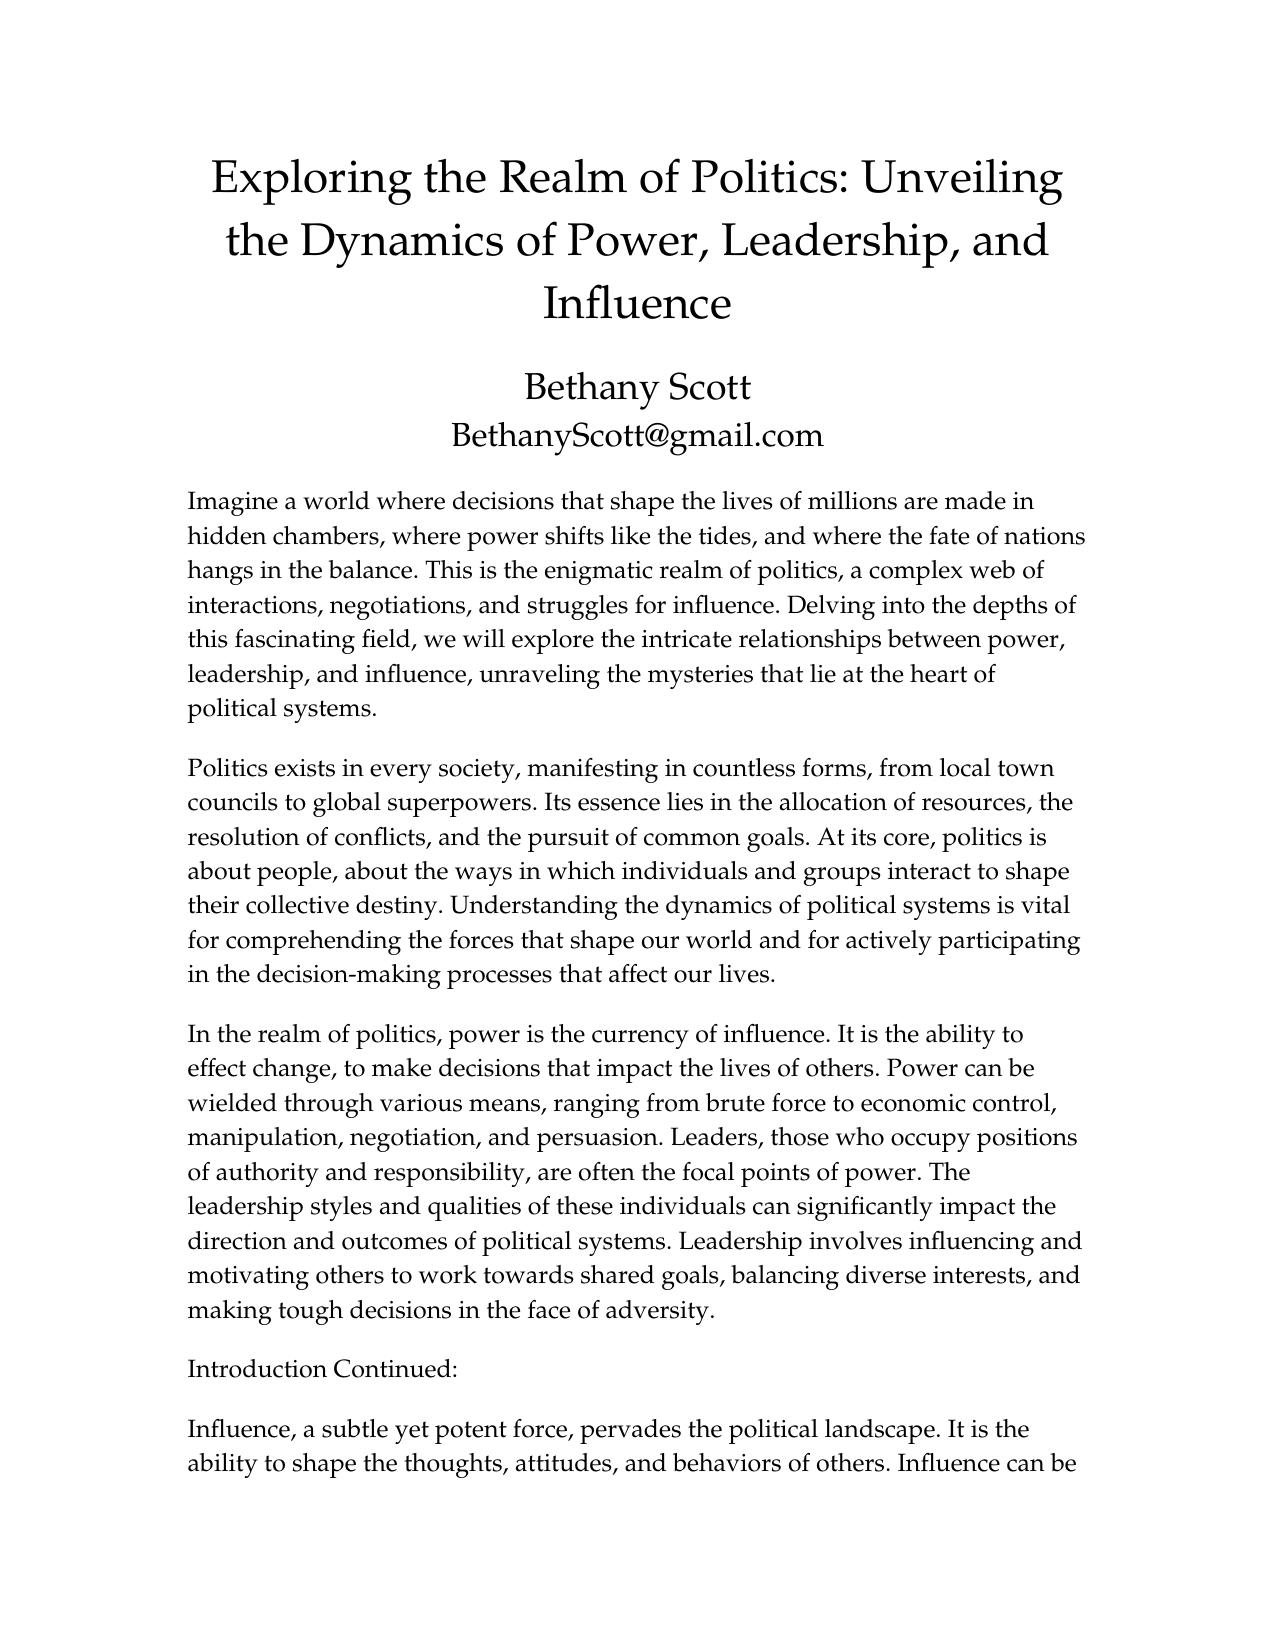 Exploring the Realm of Politics: Unveiling
the Dynamics of Power, Leadership, and
Influence
Bethany Scott
BethanyScott@gmail.com
Imagine a world where decisions that shape the lives of millions are made in
hidden chambers, where power shifts like the tides, and where the fate of nations
hangs in the balance. This is the enigmatic realm of politics, a complex web of
interactions, negotiations, and struggles for influence. Delving into the depths of
this fascinating field, we will explore the intricate relationships between power,
leadership, and influence, unraveling the mysteries that lie at the heart of
political systems.
Politics exists in every society, manifesting in countless forms, from local town
councils to global superpowers. Its essence lies in the allocation of resources, the
resolution of conflicts, and the pursuit of common goals. At its core, politics is
about people, about the ways in which individuals and groups interact to shape
their collective destiny. Understanding the dynamics of political systems is vital
for comprehending the forces that shape our world and for actively participating
in the decision-making processes that affect our lives.
In the realm of politics, power is the currency of influence. It is the ability to
effect change, to make decisions that impact the lives of others. Power can be
wielded through various means, ranging from brute force to economic control,
manipulation, negotiation, and persuasion. Leaders, those who occupy positions
of authority and responsibility, are often the focal points of power. The
leadership styles and qualities of these individuals can significantly impact the
direction and outcomes of political systems. Leadership involves influencing and
motivating others to work towards shared goals, balancing diverse interests, and
making tough decisions in the face of adversity.
Introduction Continued:
Influence, a subtle yet potent force, pervades the political landscape. It is the
ability to shape the thoughts, attitudes, and behaviors of others. Influence can be